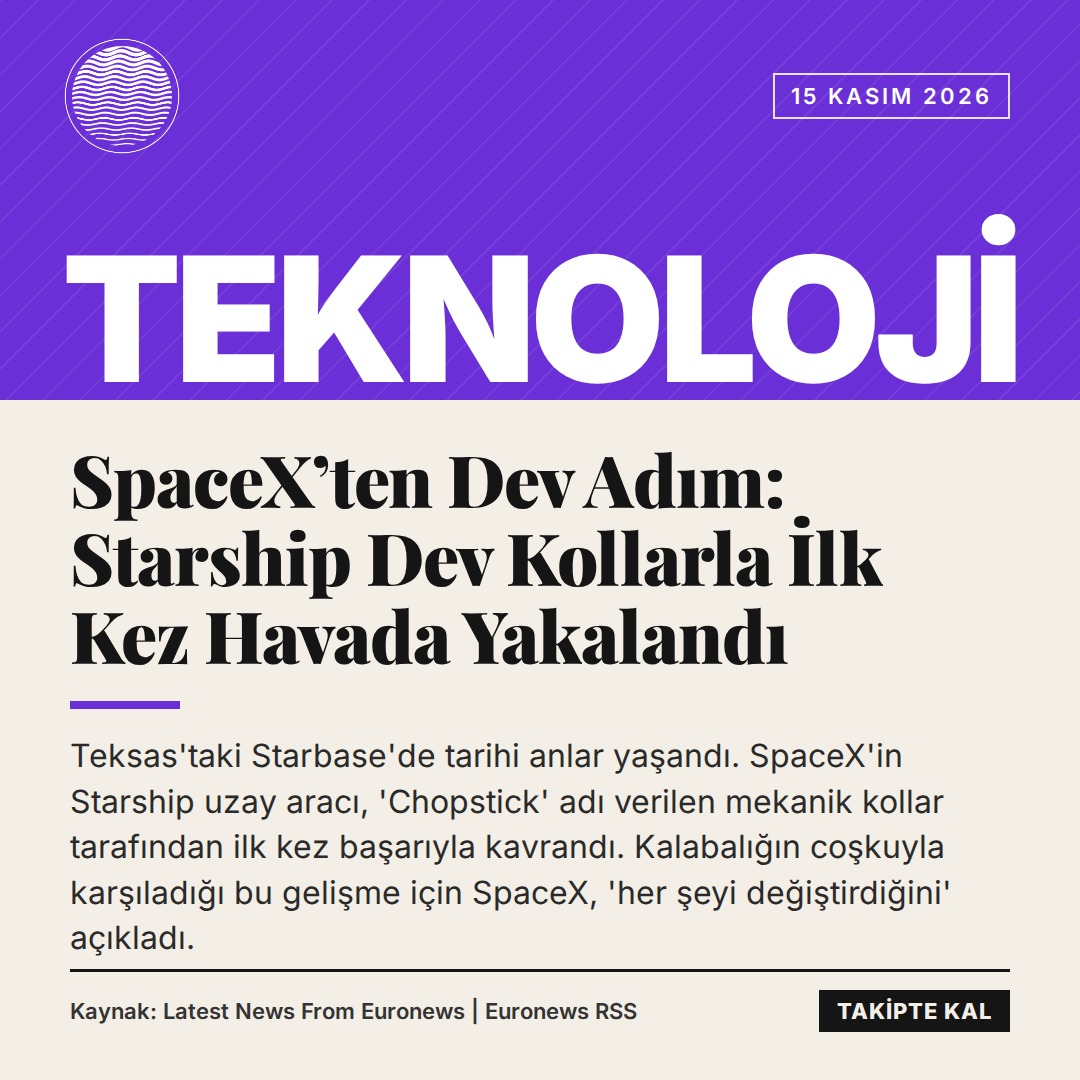 15 KASIM 2026
TEKNOLOJİ
SpaceX’ten Dev Adım:
Starship Dev Kollarla İlk
Kez Havada Yakalandı
Teksas'taki Starbase'de tarihi anlar yaşandı. SpaceX'in
Starship uzay aracı, 'Chopstick' adı verilen mekanik kollar
tarafından ilk kez başarıyla kavrandı. Kalabalığın coşkuyla
karşıladığı bu gelişme için SpaceX, 'her şeyi değiştirdiğini'
açıkladı.
Kaynak: Latest News From Euronews | Euronews RSS
TAKİPTE KAL